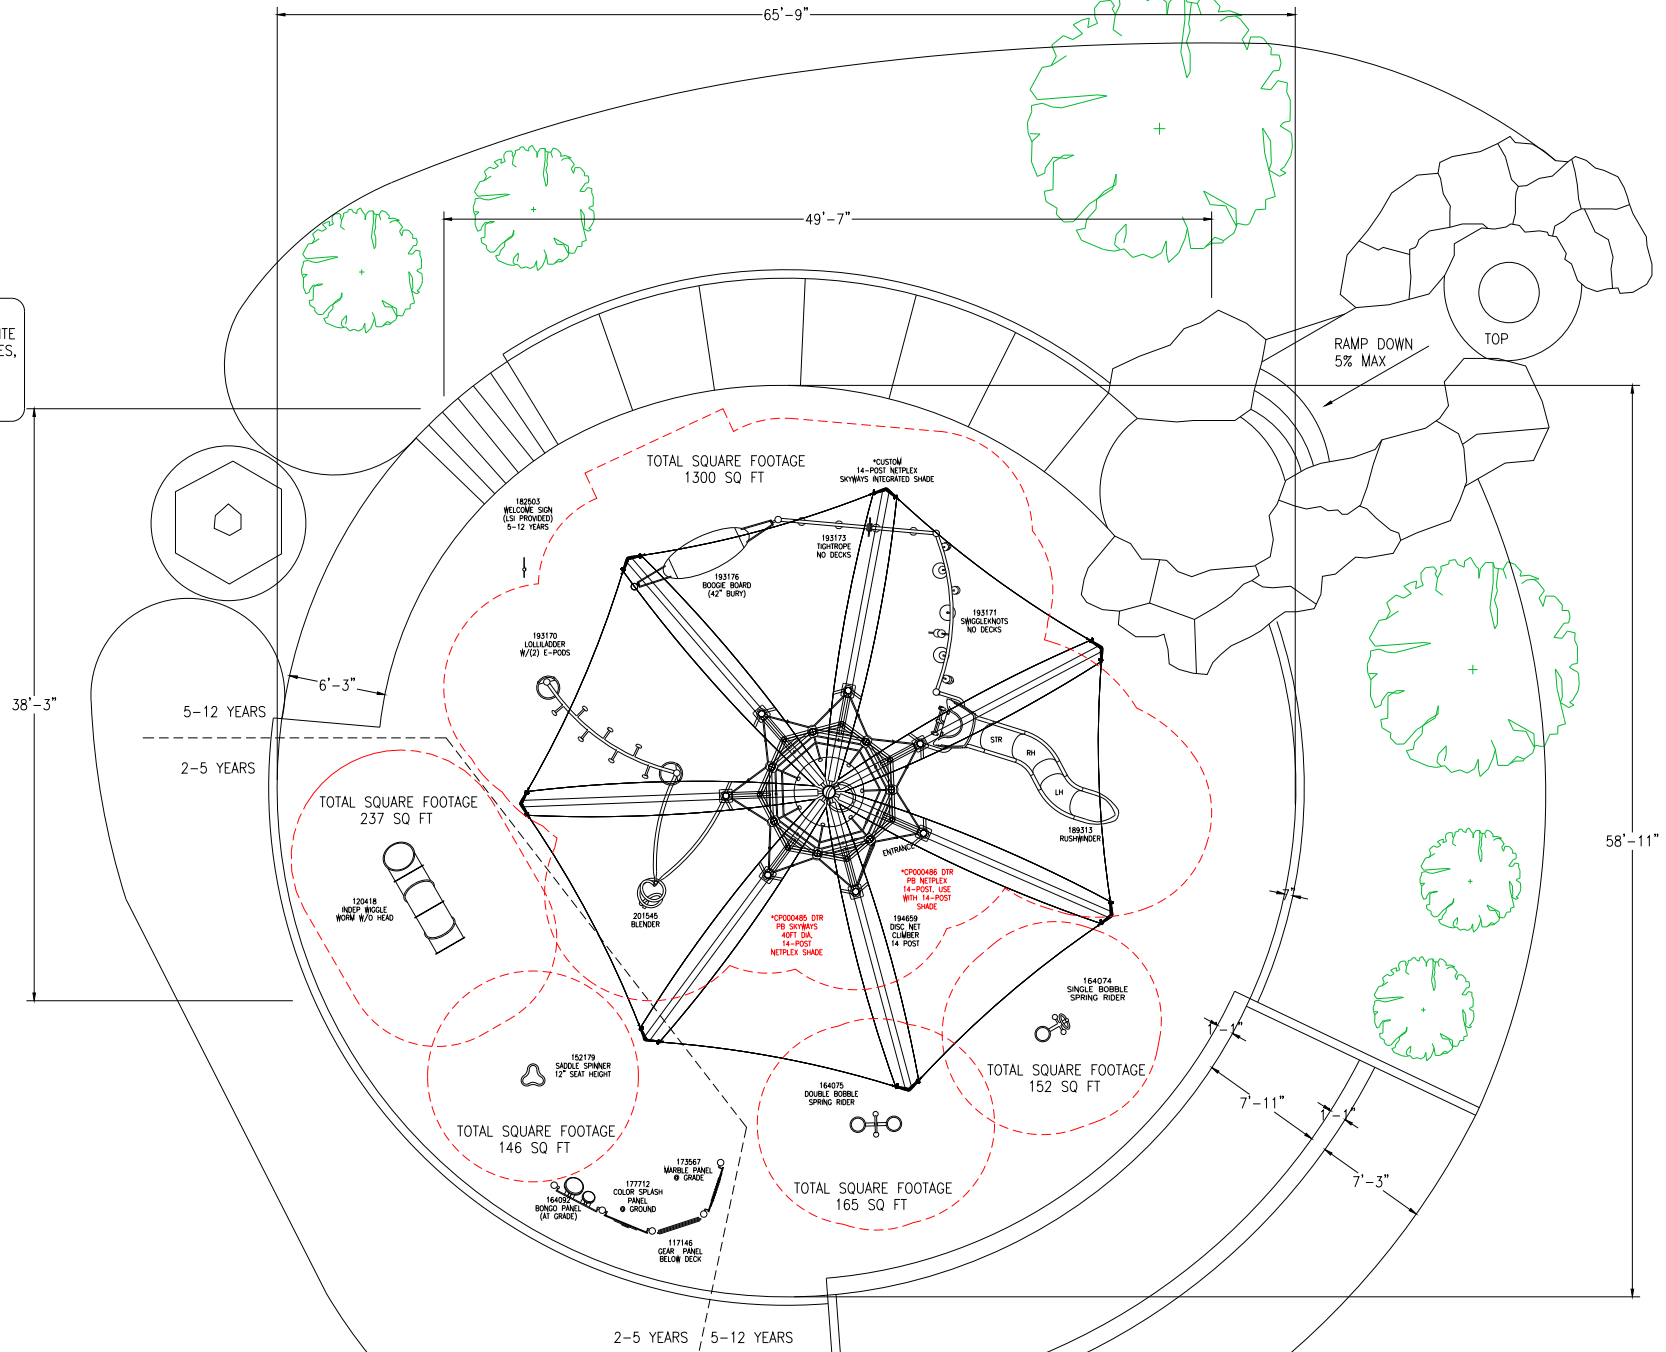 65'-9"
49'-7"
ITE
ES,
RAMP DOWN
5% MAX
TOP
TOTAL SQUARE FOOTAGE
1300 SQ FT
*CUSTOM
14-POST NETPLEX
SKYWAYS INTEGRATED SHADE
182503
WELCOME SIGN
(LSI PROVIDED)
5-12 YEARS
193173
TIGHTROPE
NO DECKS
193176
BOOGIE BOARD
(42" BURY)
193171
SWIGGLEKNOTS
NO DECKS
193170
LOLLILADDER
W/(2) E-PODS
6'-3"
38'-3"
5-12 YEARS
2-5 YEARS
STR
RH
LH
189313
RUSHWINDER
TOTAL SQUARE FOOTAGE
237 SQ FT
58'-11"
ENTRANCE
120418
INDEP WIGGLE
WORM W/O HEAD
201545
BLENDER
*CP000485 DTR
PB SKYWAYS
40FT DIA.
14-POST
NETPLEX SHADE
*CP000486 DTR
PB NETPLEX
14-POST. USE
WITH 14-POST
SHADE
194659
DISC NET
CLIMBER
14 POST
7"
164074
SINGLE BOBBLE
SPRING RIDER
1'-1"
152179
SADDLE SPINNER
12" SEAT HEIGHT
TOTAL SQUARE FOOTAGE
152 SQ FT
164075
DOUBLE BOBBLE
SPRING RIDER
7'-11"
1'-1"
TOTAL SQUARE FOOTAGE
146 SQ FT
173567
MARBLE PANEL
@ GRADE
7'-3"
177712
COLOR SPLASH
PANEL
@ GROUND
164092
BONGO PANEL
(AT GRADE)
TOTAL SQUARE FOOTAGE
165 SQ FT
117146
GEAR PANEL
BELOW DECK
2-5 YEARS
5-12 YEARS